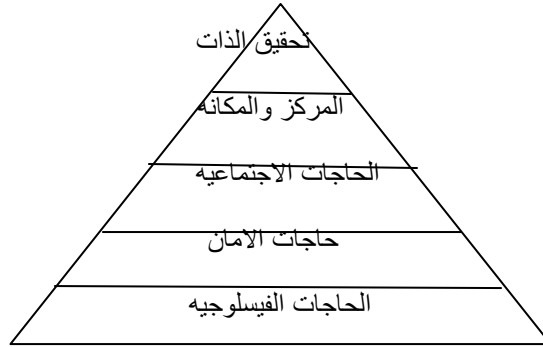 تحقيق الذات
المركز والمكانه
الحاجات الاجتماعيه
حاجات الامان
الحاجات الفيسلوجيه